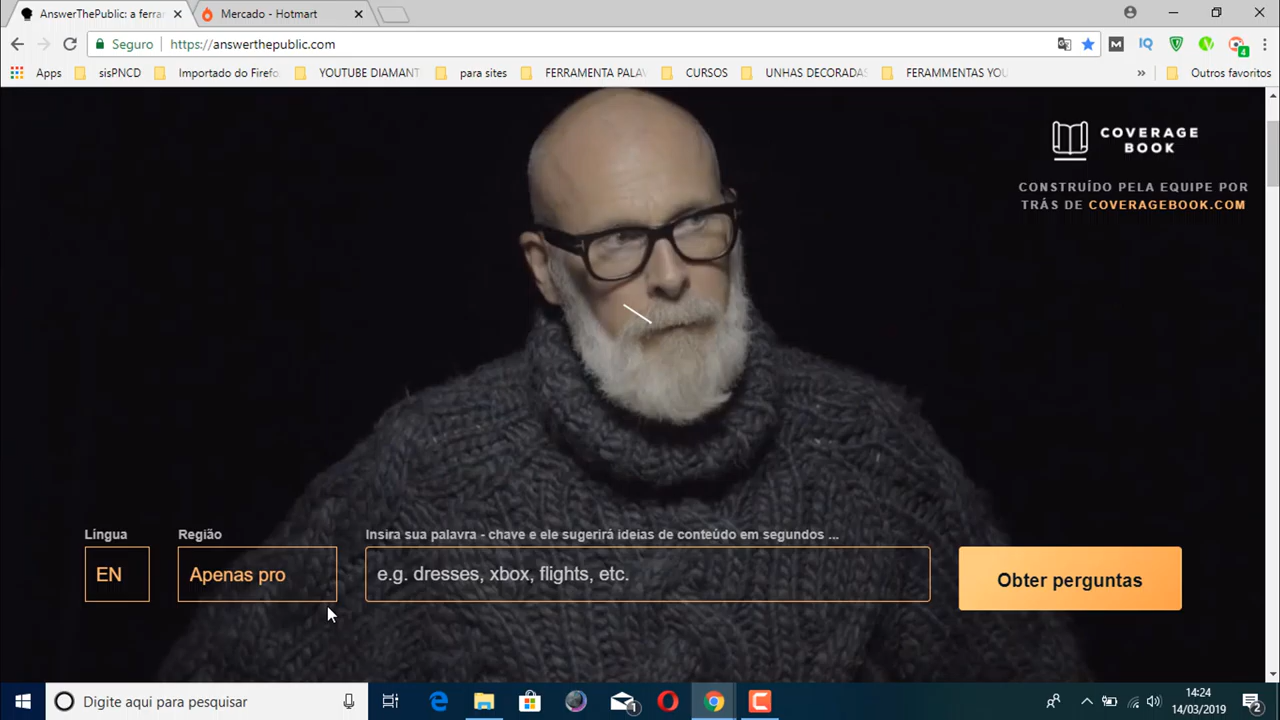 AnswerThePublic: a ferra
Mercado - Hotmart
Seguro
https://answerthepublic.com
Apps
sisPNCD
Importado do Firefo
YOUTUBE DIAMANT
para sites
FERRAMENTA PALA
CURSOS
UNHAS DECORADA
FERAMMENTAS YOU
»
Outros favoritos
COVERAGE
BOOK
CONSTRUÍDO PELA EQUIPE POR
TRÁS DE COVERAGEBOOK.COM
Língua
Região
Insira sua palavra - chave e ele sugerirá ideias de conteúdo em segundos ...
EN
Apenas pro
e.g. dresses, xbox, flights, etc.
Obter perguntas
Digite aqui para pesquisar
14:24
14/03/2019